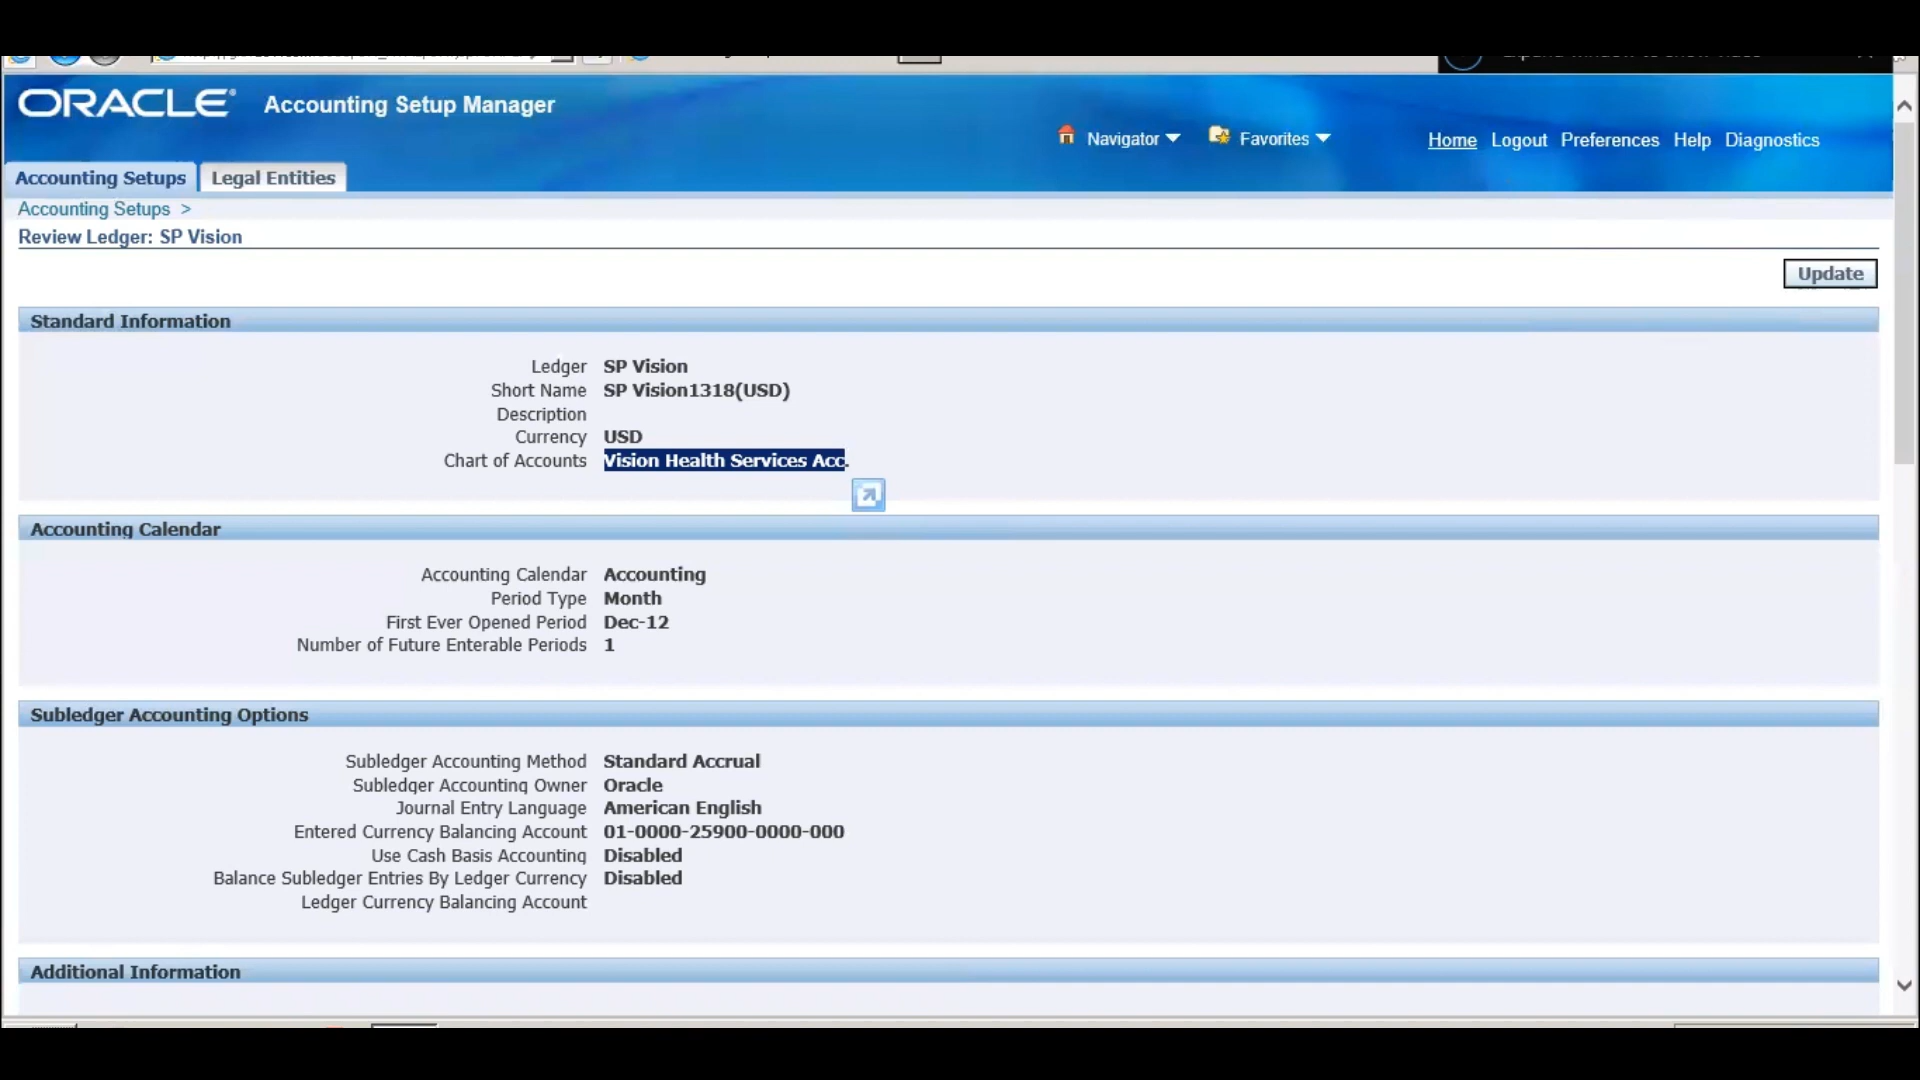 ORACLE® Accounting Setup Manager
Navigator Favorites Home Logout Preferences Help Diagnostics
Accounting Setups Legal Entities
Accounting Setups >
Review Ledger: SP Vision
Update
Standard Information
Ledger SP Vision
Short Name SP Vision1318(USD)
Description
Currency USD
Chart of Accounts Vision Health Services Acc.
Accounting Calendar
Accounting Calendar Accounting
Period Type Month
First Ever Opened Period Dec-12
Number of Future Enterable Periods 1
Subledger Accounting Options
Subledger Accounting Method Standard Accrual
Subledger Accounting Owner Oracle
Journal Entry Language American English
Entered Currency Balancing Account 01-0000-25900-0000-000
Use Cash Basis Accounting Disabled
Balance Subledger Entries By Ledger Currency Disabled
Ledger Currency Balancing Account
Additional Information